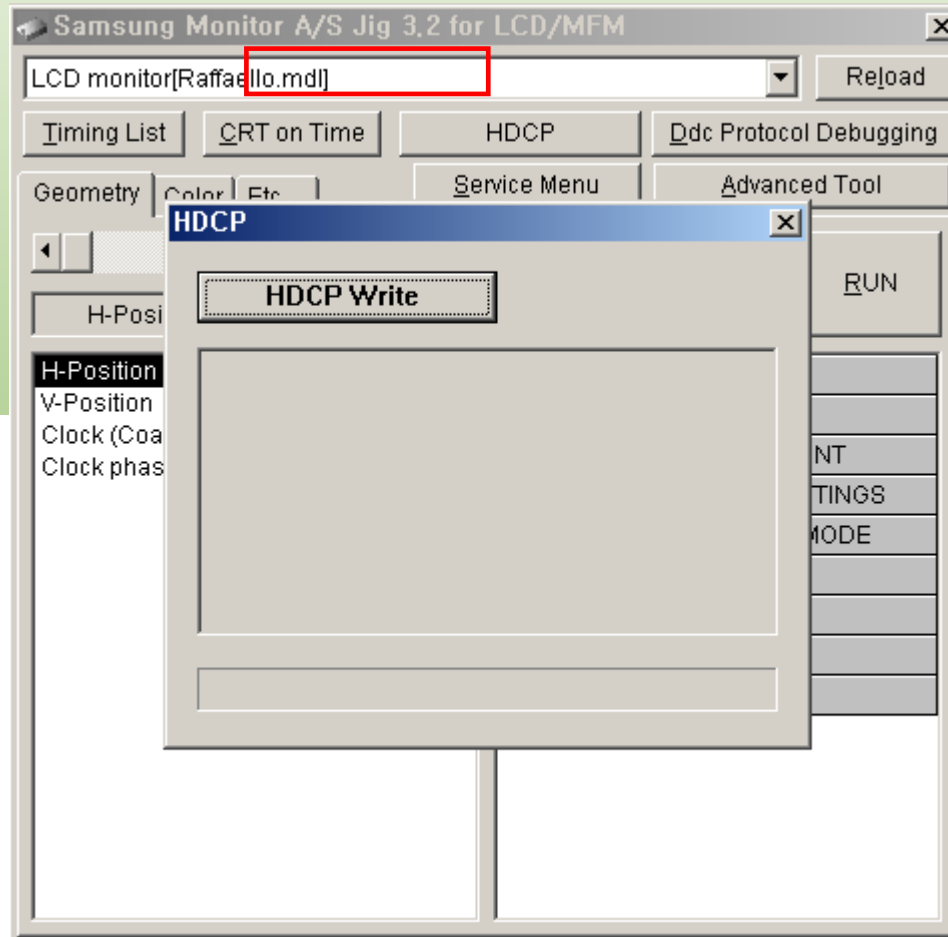 Samsung Monitor A/S Jig 3.2 for LCD/MFM
LCD monitor[Raffaello.mdl]
Reload
Timing List
CRT on Time
HDCP
Ddc Protocol Debugging
Geometry
Color
Etc
Service Menu
Advanced Tool
HDCP
HDCP Write
RUN
H-Posi
H-Position
V-Position
Clock (Coa
Clock phas
NT
TINGS
MODE